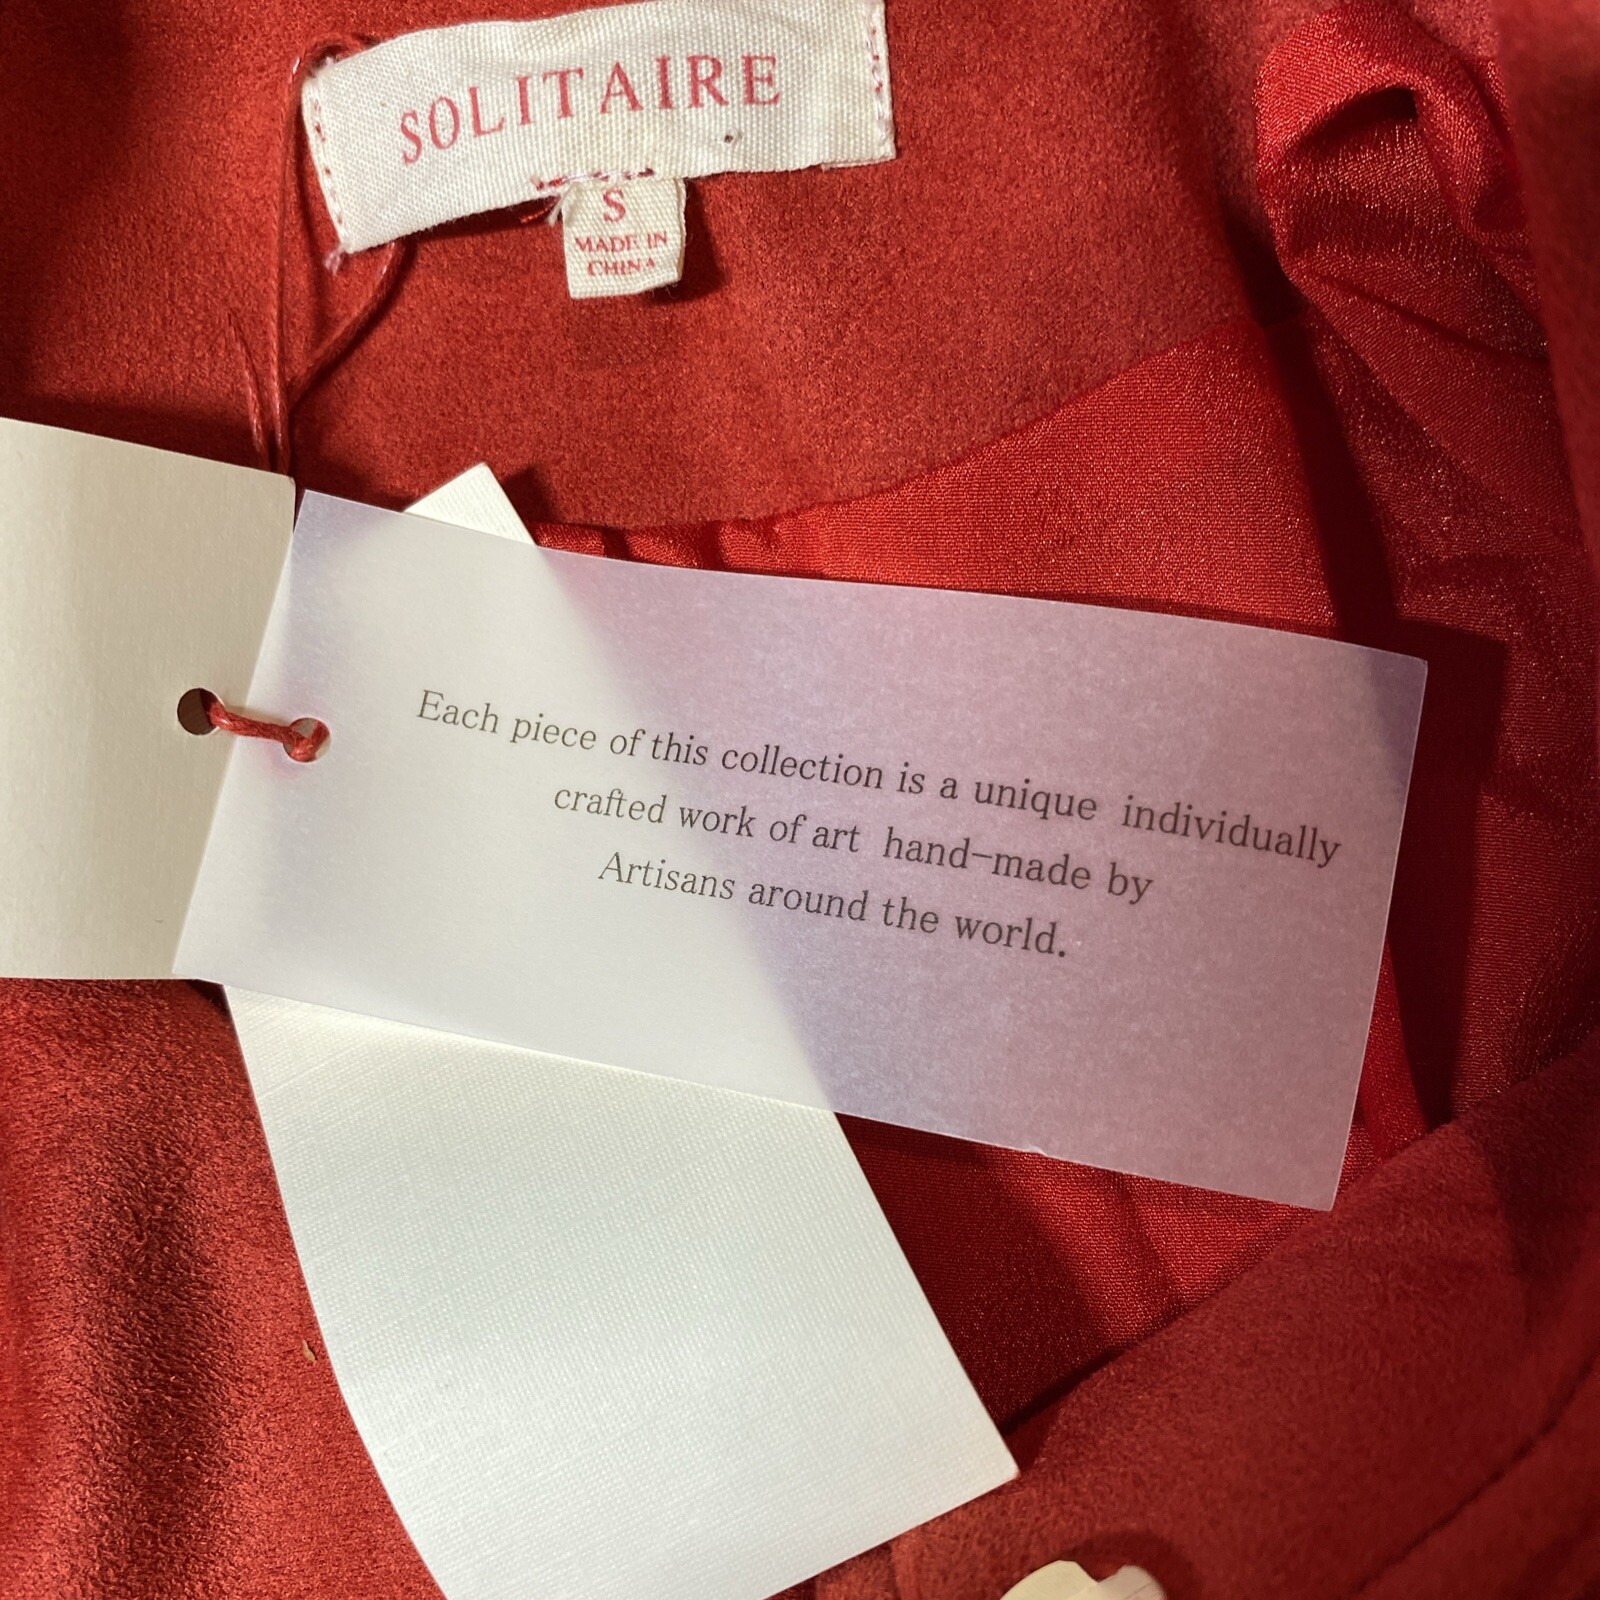 SOLITAIRE
S
MADE IN
CHINA
Each piece of this collection is a unique individually
crafted work of art hand-made by
Artisans around the world.